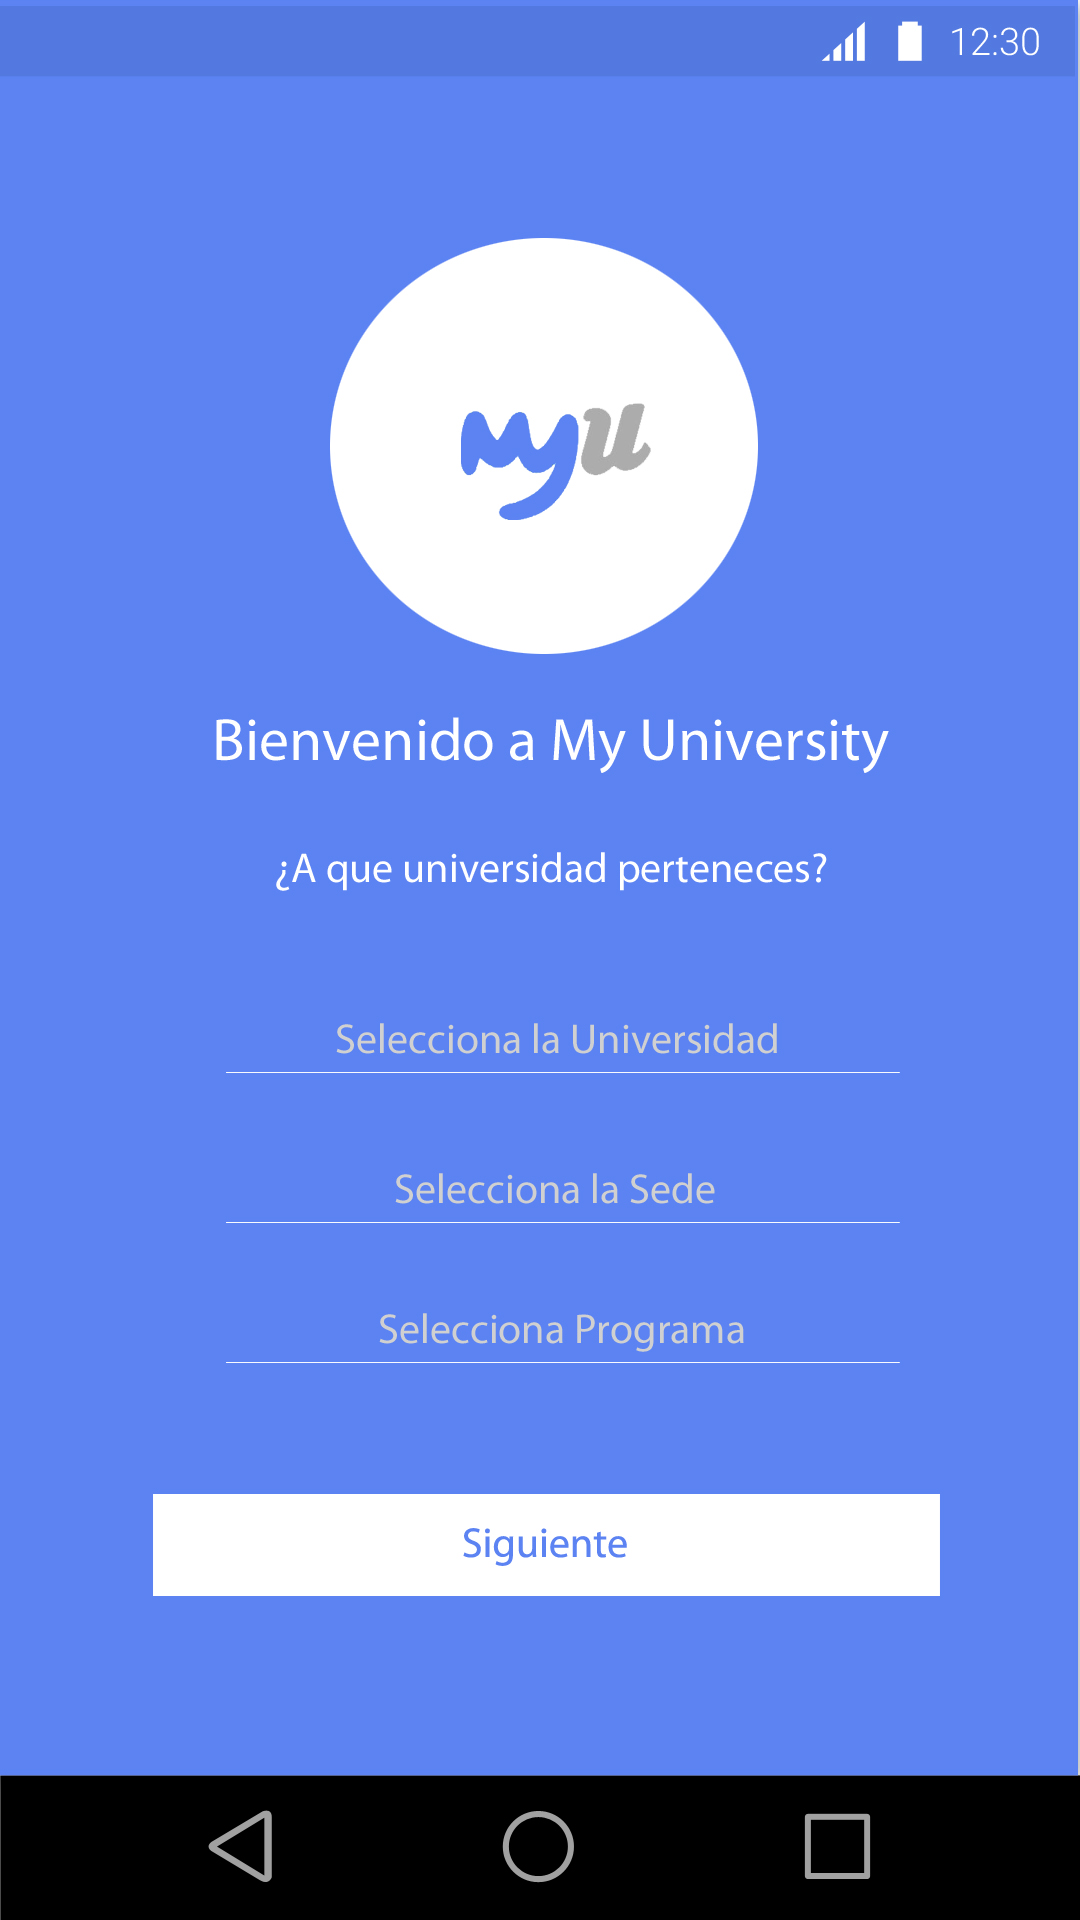 12:30
myu
Bienvenido a My University
¿A que universidad perteneces?
Selecciona la Universidad
Selecciona la Sede
Selecciona Programa
Siguiente